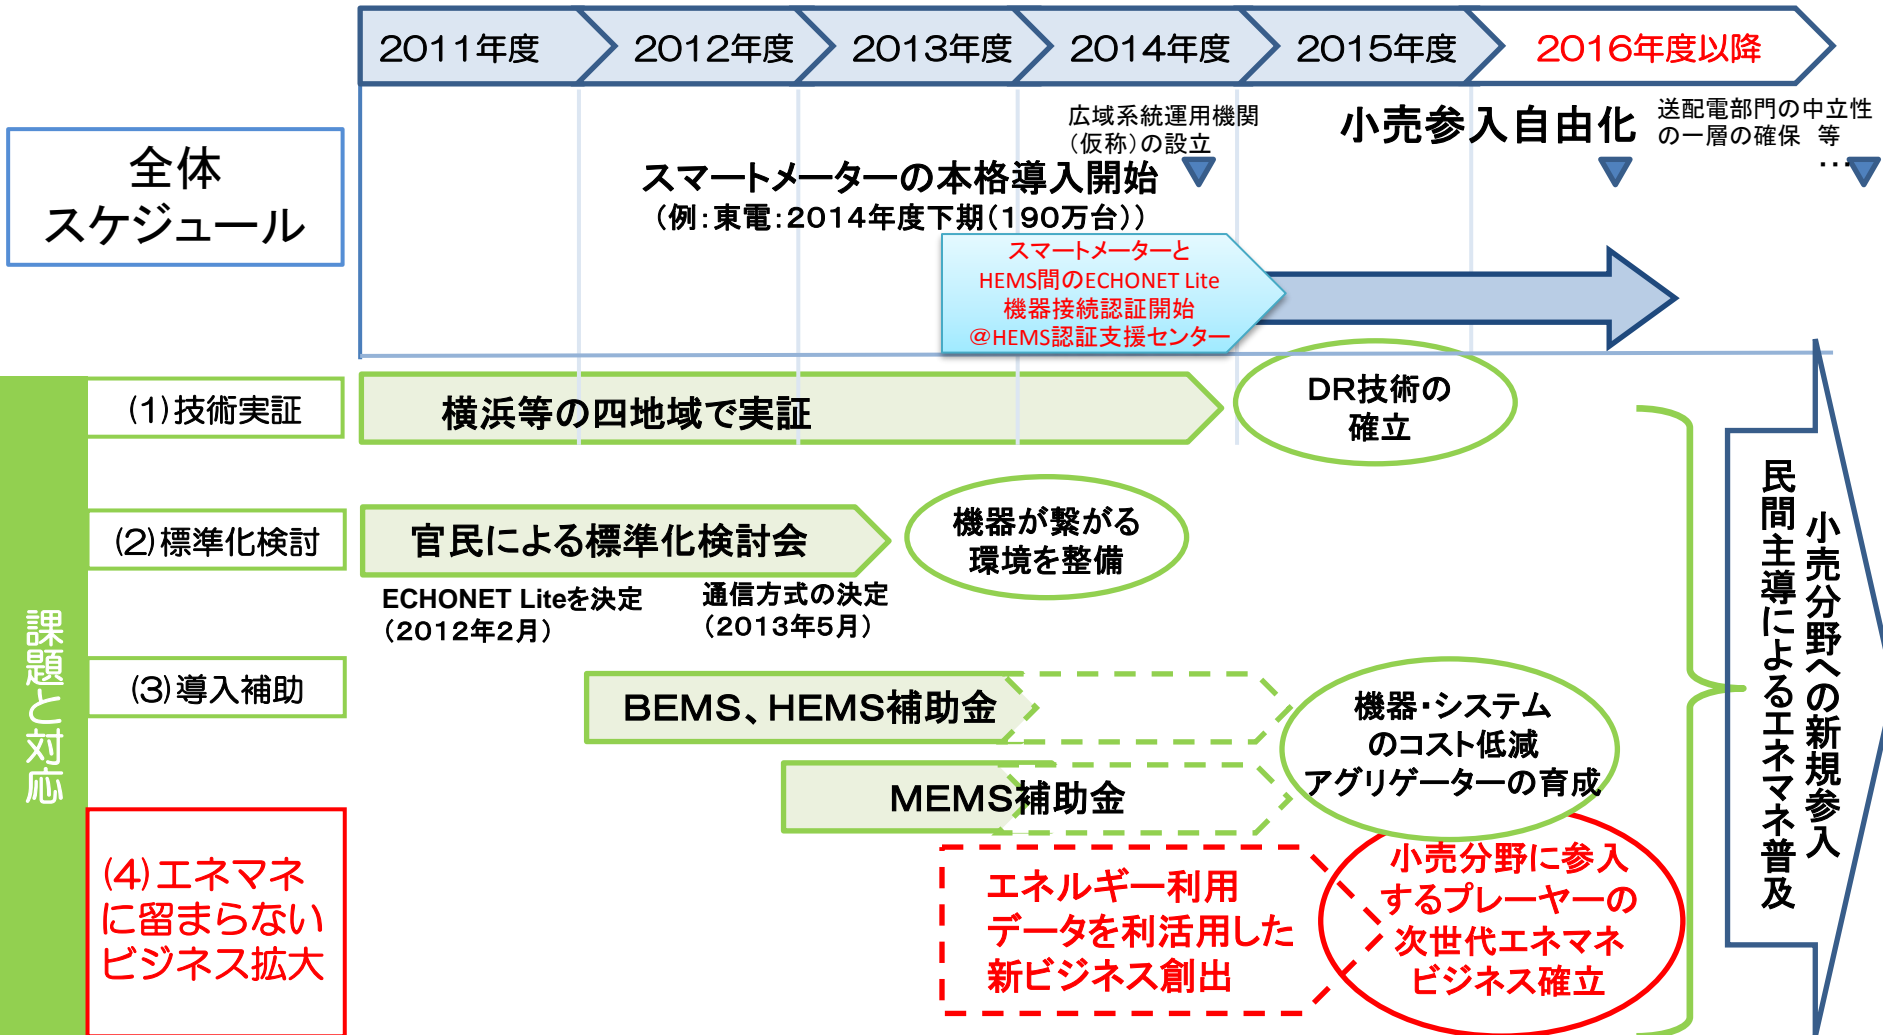 2011年度
2012年度
2013年度
2014年度
2015年度
2016年度以降
全体
スケジュール
広域系統運用機関
(仮称)の設立
小売参入自由化
送配電部門の中立性
の一層の確保　等
…
スマートメーターの本格導入開始
(例:東電:2014年度下期(190万台))
スマートメーターと
HEMS間のECHONET Lite
機器接続認証開始
@HEMS認証支援センター
課題と対応
(1)技術実証
横浜等の四地域で実証
DR技術の
確立
(2)標準化検討
官民による標準化検討会
機器が繋がる
環境を整備
ECHONET Liteを決定
(2012年2月)
通信方式の決定
(2013年5月)
(3)導入補助
BEMS、HEMS補助金
MEMS補助金
機器・システム
のコスト低減
アグリゲーターの育成
(4)エネマネ
に留まらない
ビジネス拡大
エネルギー利用
データを利活用した
新ビジネス創出
小売分野に参入
するプレーヤーの
次世代エネマネ
ビジネス確立
小売分野への新規参入
民間主導によるエネマネ普及